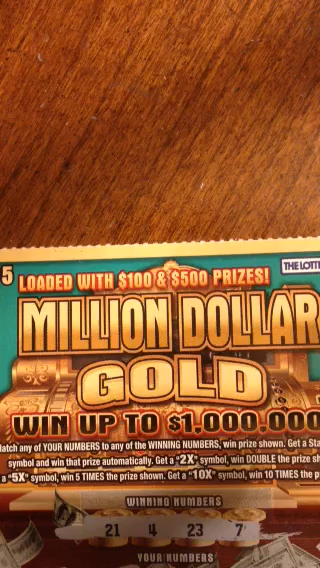 5
LOADED WITH $100 & $500 PRIZES!
MILLION DOLLAR
GOLD
WIN UP TO $1,000,000
any of YOUR NUMBERS to any of the WINNING NUMBERS, win prize shown. Get a
symbol and win that prize automatically. Get a "2X" symbol, win DOUBLE the prize
a "5X" symbol, win 5 TIMES the prize shown. Get a "10X" symbol, win 10 TIMES the
WINNING NUMBERS
21 4 23 7
YOUR NUMBERS